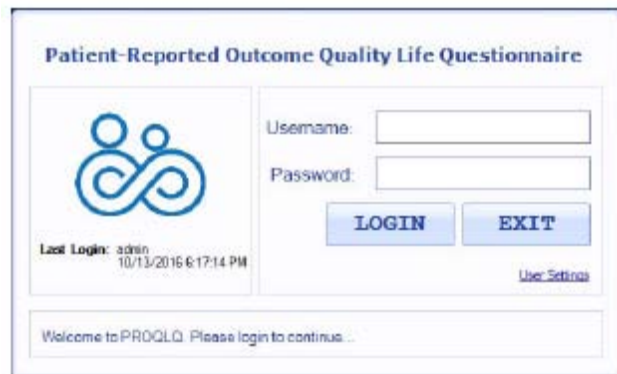 Patient-Reported Outcome Quality Life Questionnaire
Username:
Password:
LOGIN EXIT
Last Login: admin
10/13/2016 6:17:14 PM
User Settings
Welcome to PROQLQ. Please login to continue...